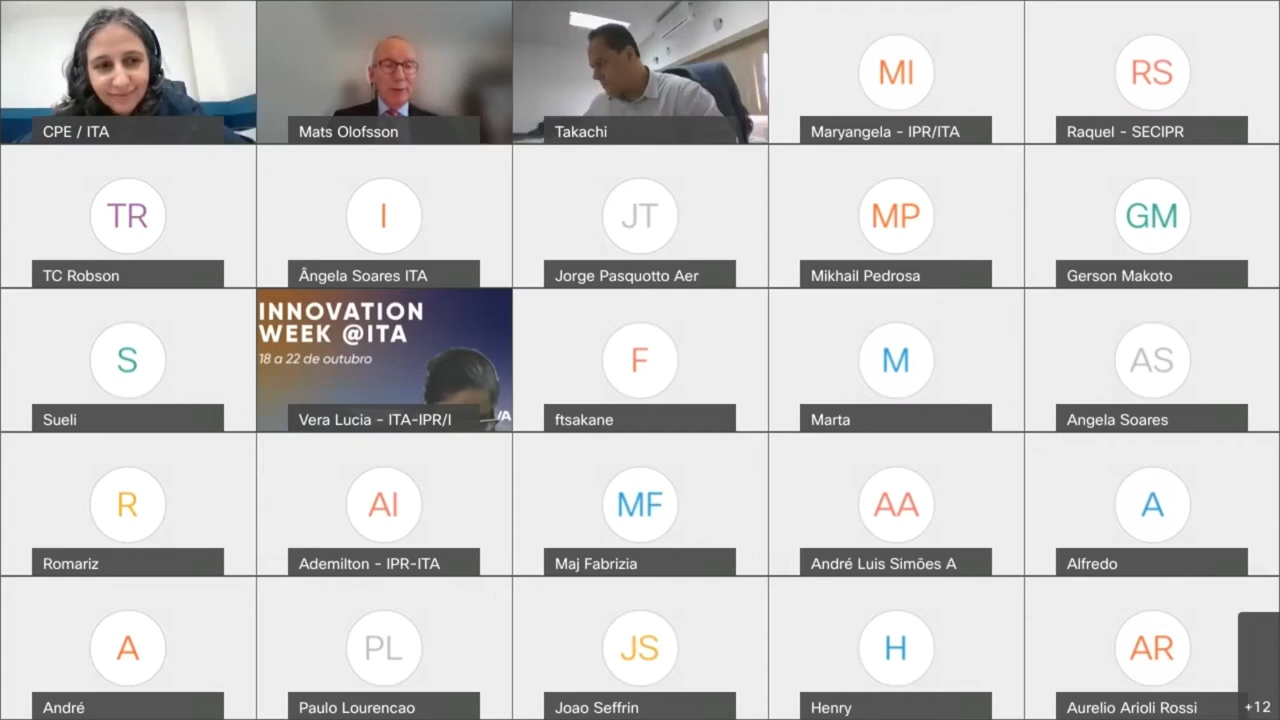 CPE / ITA
Mats Olofsson
Takachi
MI
Maryangela - IPR/ITA
RS
Raquel - SECIPR
TR
TC Robson
I
Ângela Soares ITA
JT
Jorge Pasquotto Aer
MP
Mikhail Pedrosa
GM
Gerson Makoto
S
Sueli
INNOVATION
WEEK @ITA
18 a 22 de outubro
Vera Lucia - ITA-IPR/I
F
ftsakane
M
Marta
AS
Angela Soares
R
Romariz
AI
Ademilton - IPR-ITA
MF
Maj Fabrizia
AA
André Luis Simões A
A
Alfredo
A
André
PL
Paulo Lourencao
JS
Joao Seffrin
H
Henry
AR
Aurelio Arioli Rossi
+12